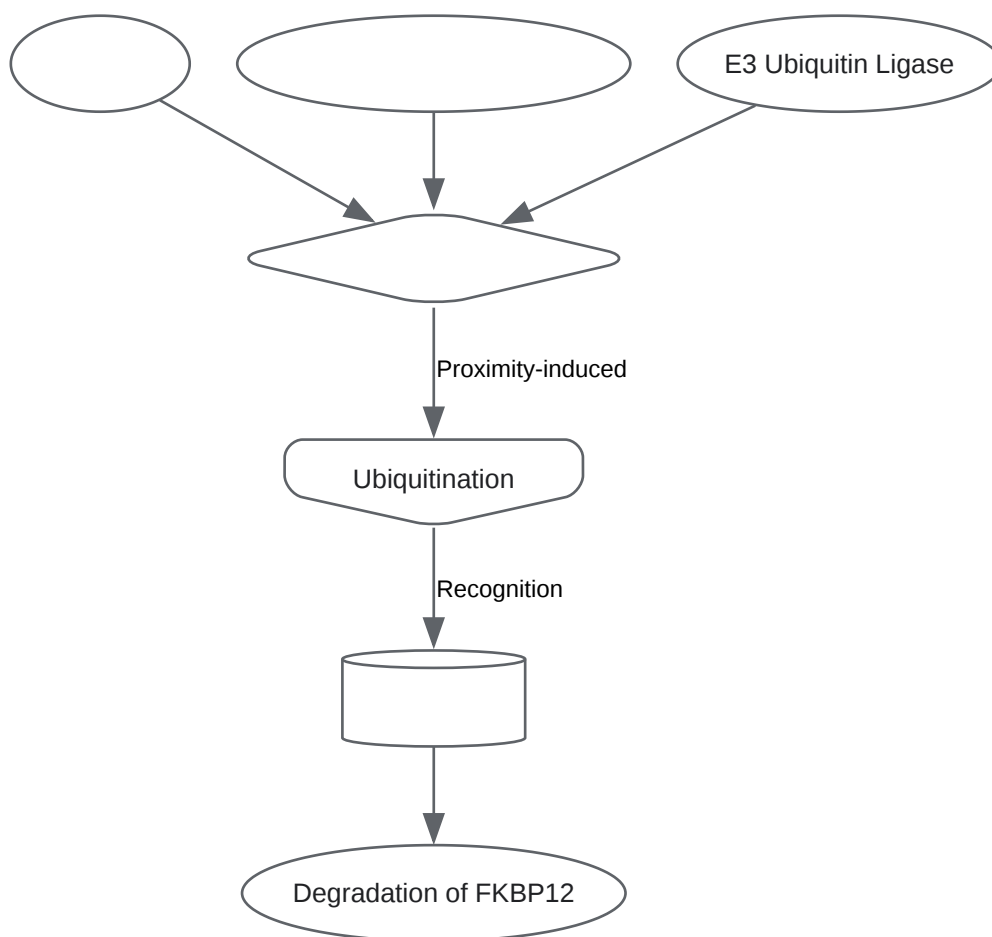 E3 Ubiquitin Ligase
Proximity-induced
Ubiquitination
Recognition
Degradation of FKBP12